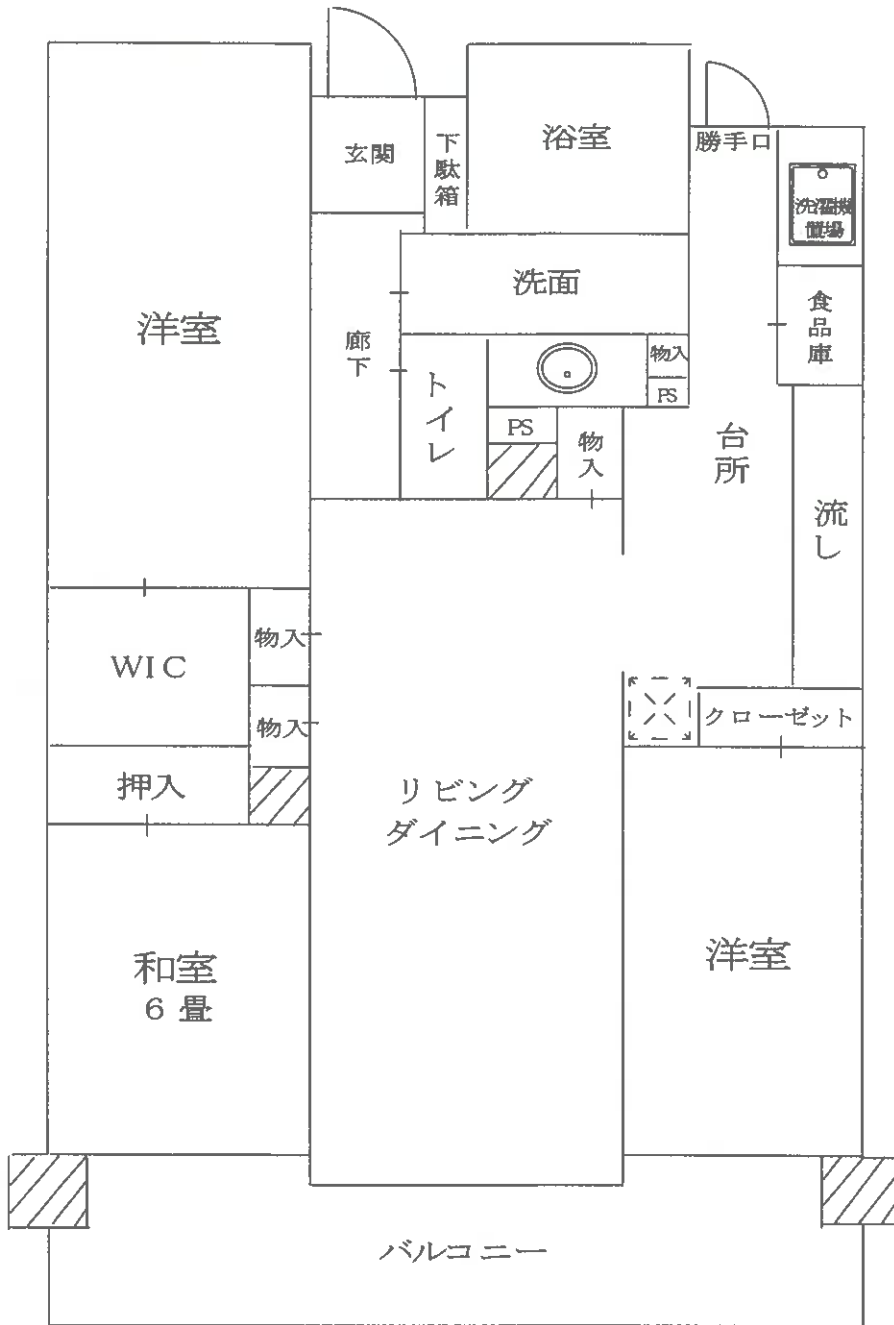 浴室
勝手口
玄関
下駄箱
洗濯機
置場
洗面
食品庫
洋室
廊下
物入
トイレ
PS
PS
物入
台所
流し
物入
WIC
物入
クローゼット
押入
リビング
ダイニング
和室
6 畳
洋室
バルコニー